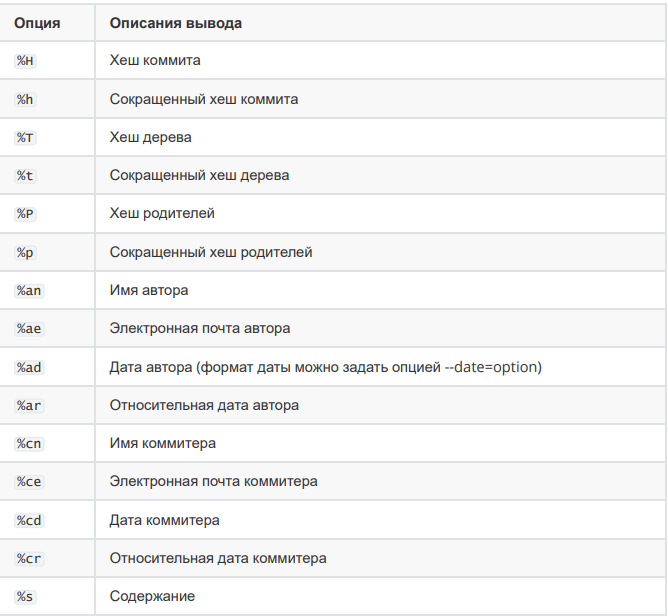 Опция Описания вывода
%H Хеш коммита
%h Сокращенный хеш коммита
%T Хеш дерева
%t Сокращенный хеш дерева
%P Хеш родителей
%p Сокращенный хеш родителей
%an Имя автора
%ae Электронная почта автора
%ad Дата автора (формат даты можно задать опцией --date=option)
%ar Относительная дата автора
%cn Имя коммитера
%ce Электронная почта коммитера
%cd Дата коммитера
%cr Относительная дата коммитера
%s Содержание